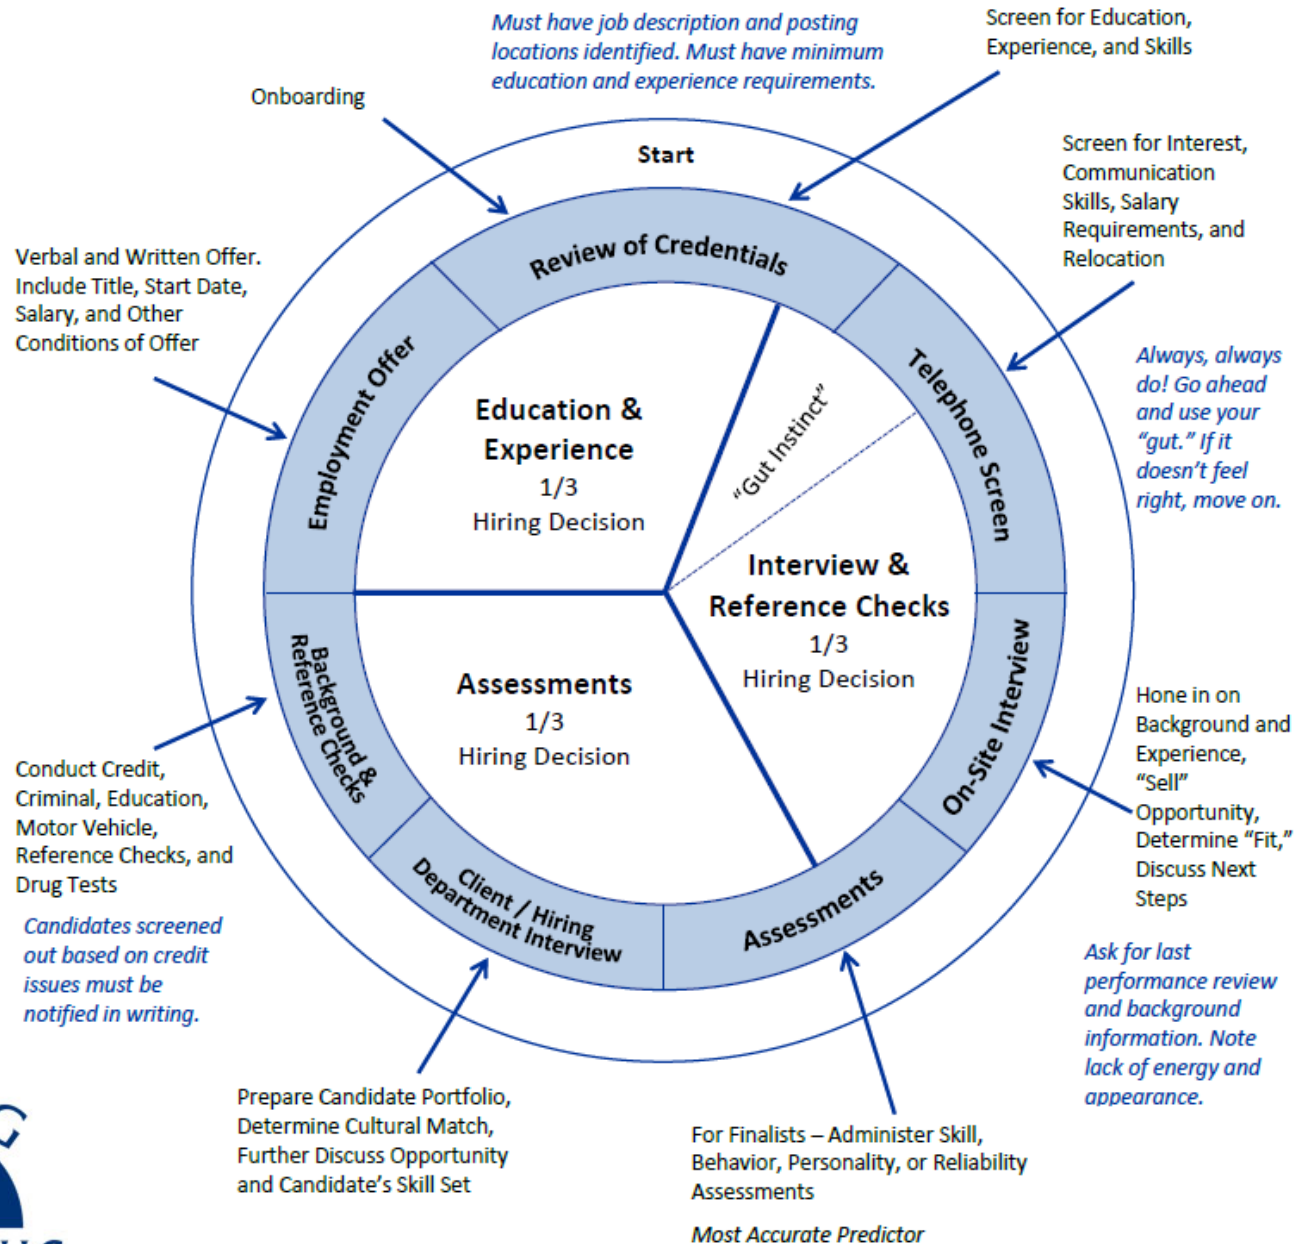 Must have job description and posting
locations identified. Must have minimum
education and experience requirements.
Screen for Education,
Experience, and Skills
Onboarding
Start
Screen for Interest,
Communication
Skills, Salary
Requirements, and
Relocation
Review of Credentials
Verbal and Written Offer.
Include Title, Start Date,
Salary, and Other
Conditions of Offer
Always, always
do! Go ahead
and use your
“gut.” If it
doesn’t feel
right, move on.
Employment Offer
Telephone Screen
Education &
Experience
1/3
Hiring Decision
“Gut Instinct”
Interview &
Reference Checks
1/3
Hiring Decision
Assessments
1/3
Hiring Decision
Background &
Reference Checks
On-Site Interview
Hone in on
Background and
Experience,
“Sell”
Opportunity,
Determine “Fit,”
Discuss Next
Steps
Conduct Credit,
Criminal, Education,
Motor Vehicle,
Reference Checks, and
Drug Tests
Client / Hiring
Department Interview
Assessments
Candidates screened
out based on credit
issues must be
notified in writing.
Ask for last
performance review
and background
information. Note
lack of energy and
appearance.
Prepare Candidate Portfolio,
Determine Cultural Match,
Further Discuss Opportunity
and Candidate’s Skill Set
For Finalists – Administer Skill,
Behavior, Personality, or Reliability
Assessments
Most Accurate Predictor